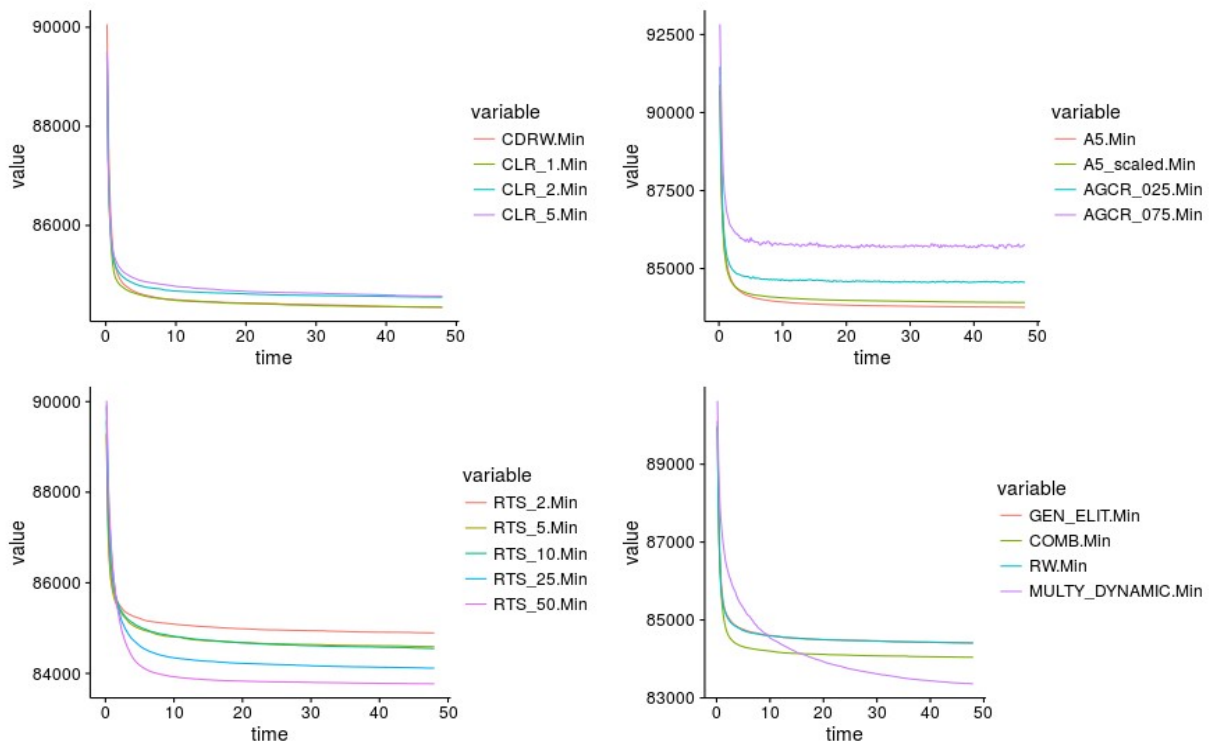 90000
88000
86000
value
0 10 20 30 40 50
time
variable
CDRW.Min
CLR_1.Min
CLR_2.Min
CLR_5.Min
92500
90000
87500
85000
value
0 10 20 30 40 50
time
variable
A5.Min
A5_scaled.Min
AGCR_025.Min
AGCR_075.Min
90000
88000
86000
84000
value
0 10 20 30 40 50
time
variable
RTS_2.Min
RTS_5.Min
RTS_10.Min
RTS_25.Min
RTS_50.Min
89000
87000
85000
83000
value
0 10 20 30 40 50
time
variable
GEN_ELIT.Min
COMB.Min
RW.Min
MULTY_DYNAMIC.Min